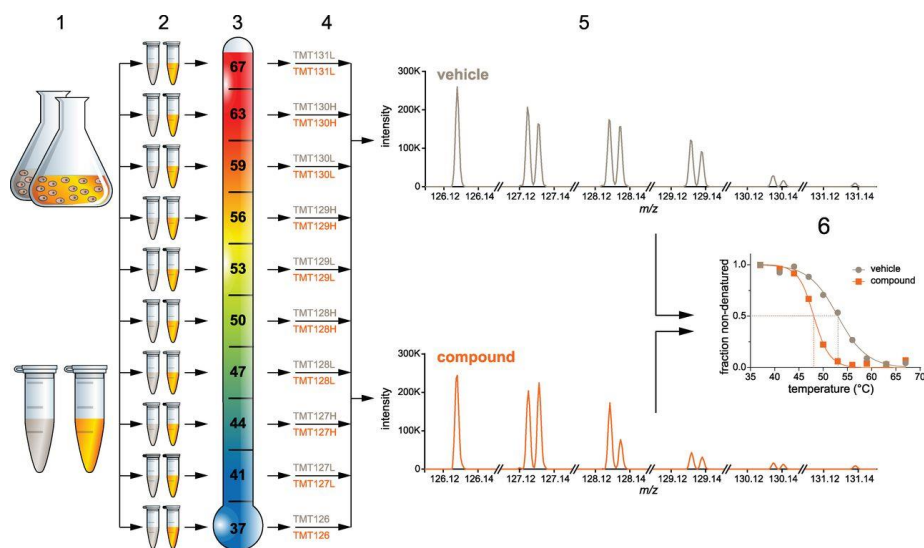 1 2 3 4 5
67
63
59
56
53
50
47
44
41
37
TMT131L
TMT131L
TMT130H
TMT130H
TMT130L
TMT130L
TMT129H
TMT129H
TMT129L
TMT129L
TMT128H
TMT128H
TMT128L
TMT128L
TMT127H
TMT127H
TMT127L
TMT127L
TMT126
TMT126
vehicle
intensity
300K
200K
100K
0
126.12 126.14 127.12 127.14 128.12 128.14 129.12 129.14 130.12 130.14 131.12 131.14
m/z
compound
intensity
300K
200K
100K
0
126.12 126.14 127.12 127.14 128.12 128.14 129.12 129.14 130.12 130.14 131.12 131.14
m/z
6
vehicle
compound
fraction non-denatured
1.0
0.5
0
35 40 45 50 55 60 65 70
temperature (°C)